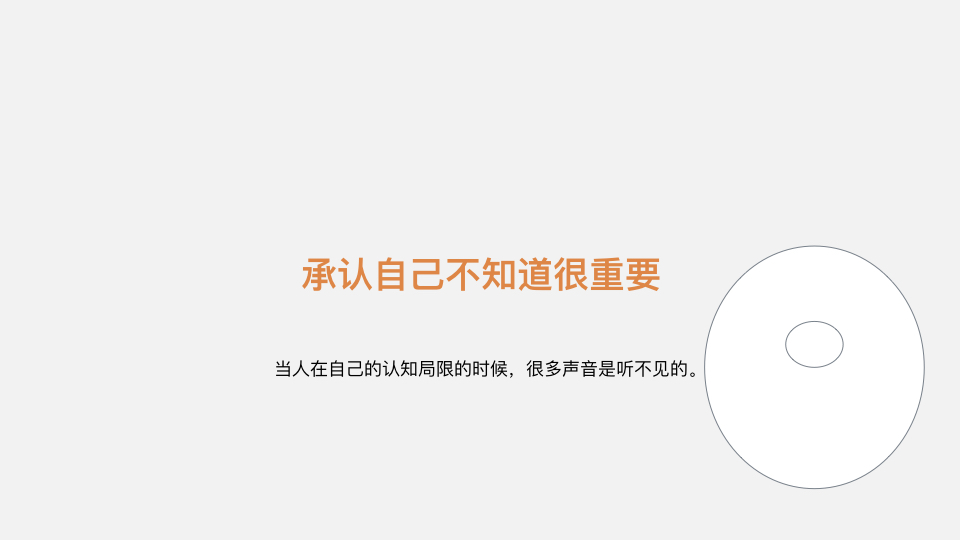 承认自己不知道很重要
当人在自己的认知局限的时候，很多声音是听不见的。